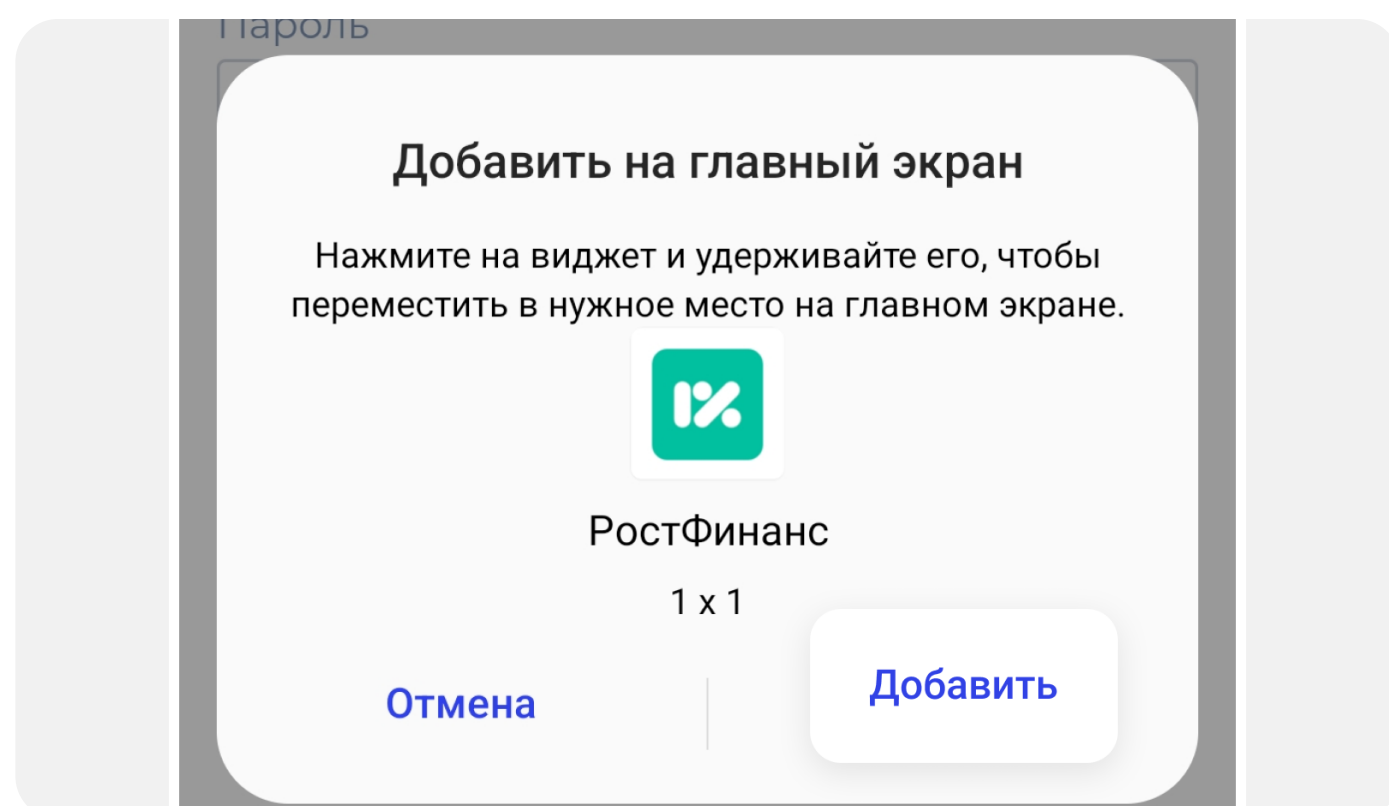 Пароль
Добавить на главный экран
Нажмите на виджет и удерживайте его, чтобы
переместить в нужное место на главном экране.
РостФинанс
1 x 1
Отмена
Добавить